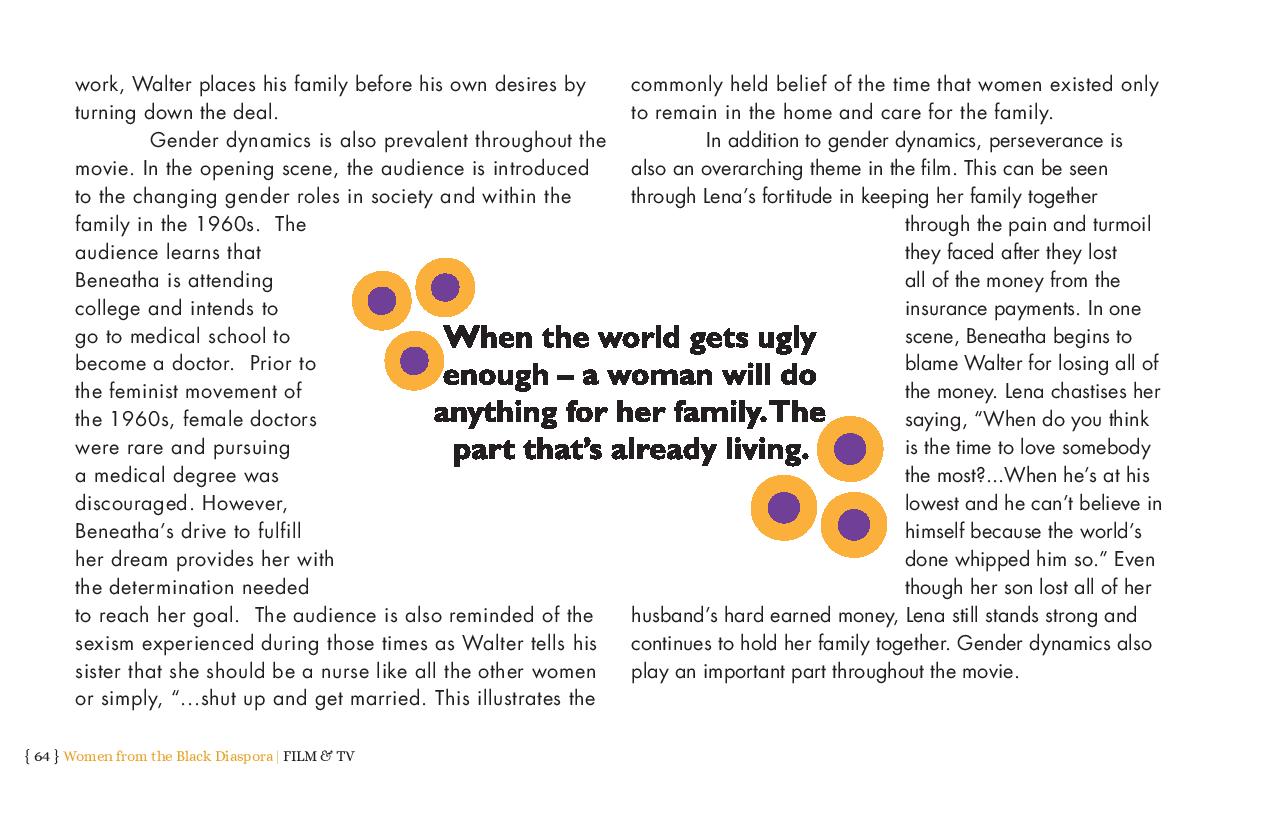 work, Walter places his family before his own desires by
turning down the deal.
Gender dynamics is also prevalent throughout the
movie. In the opening scene, the audience is introduced
to the changing gender roles in society and within the
family in the 1960s.  The
audience learns that
Beneatha is attending
college and intends to
go to medical school to
become a doctor.  Prior to
the feminist movement of
the 1960s, female doctors
were rare and pursuing
a medical degree was
discouraged. However,
Beneatha’s drive to fulfill
her dream provides her with
the determination needed
to reach her goal.  The audience is also reminded of the
sexism experienced during those times as Walter tells his
sister that she should be a nurse like all the other women
or simply, “…shut up and get married. This illustrates the
When the world gets ugly
enough – a woman will do
anything for her family. The
part that’s already living.
commonly held belief of the time that women existed only
to remain in the home and care for the family.
In addition to gender dynamics, perseverance is
also an overarching theme in the film. This can be seen
through Lena’s fortitude in keeping her family together
through the pain and turmoil
they faced after they lost
all of the money from the
insurance payments. In one
scene, Beneatha begins to
blame Walter for losing all of
the money. Lena chastises her
saying, “When do you think
is the time to love somebody
the most?...When he’s at his
lowest and he can’t believe in
himself because the world’s
done whipped him so.” Even
though her son lost all of her
husband’s hard earned money, Lena still stands strong and
continues to hold her family together. Gender dynamics also
play an important part throughout the movie.
{ 64 } Women from the Black Diaspora | FILM & TV